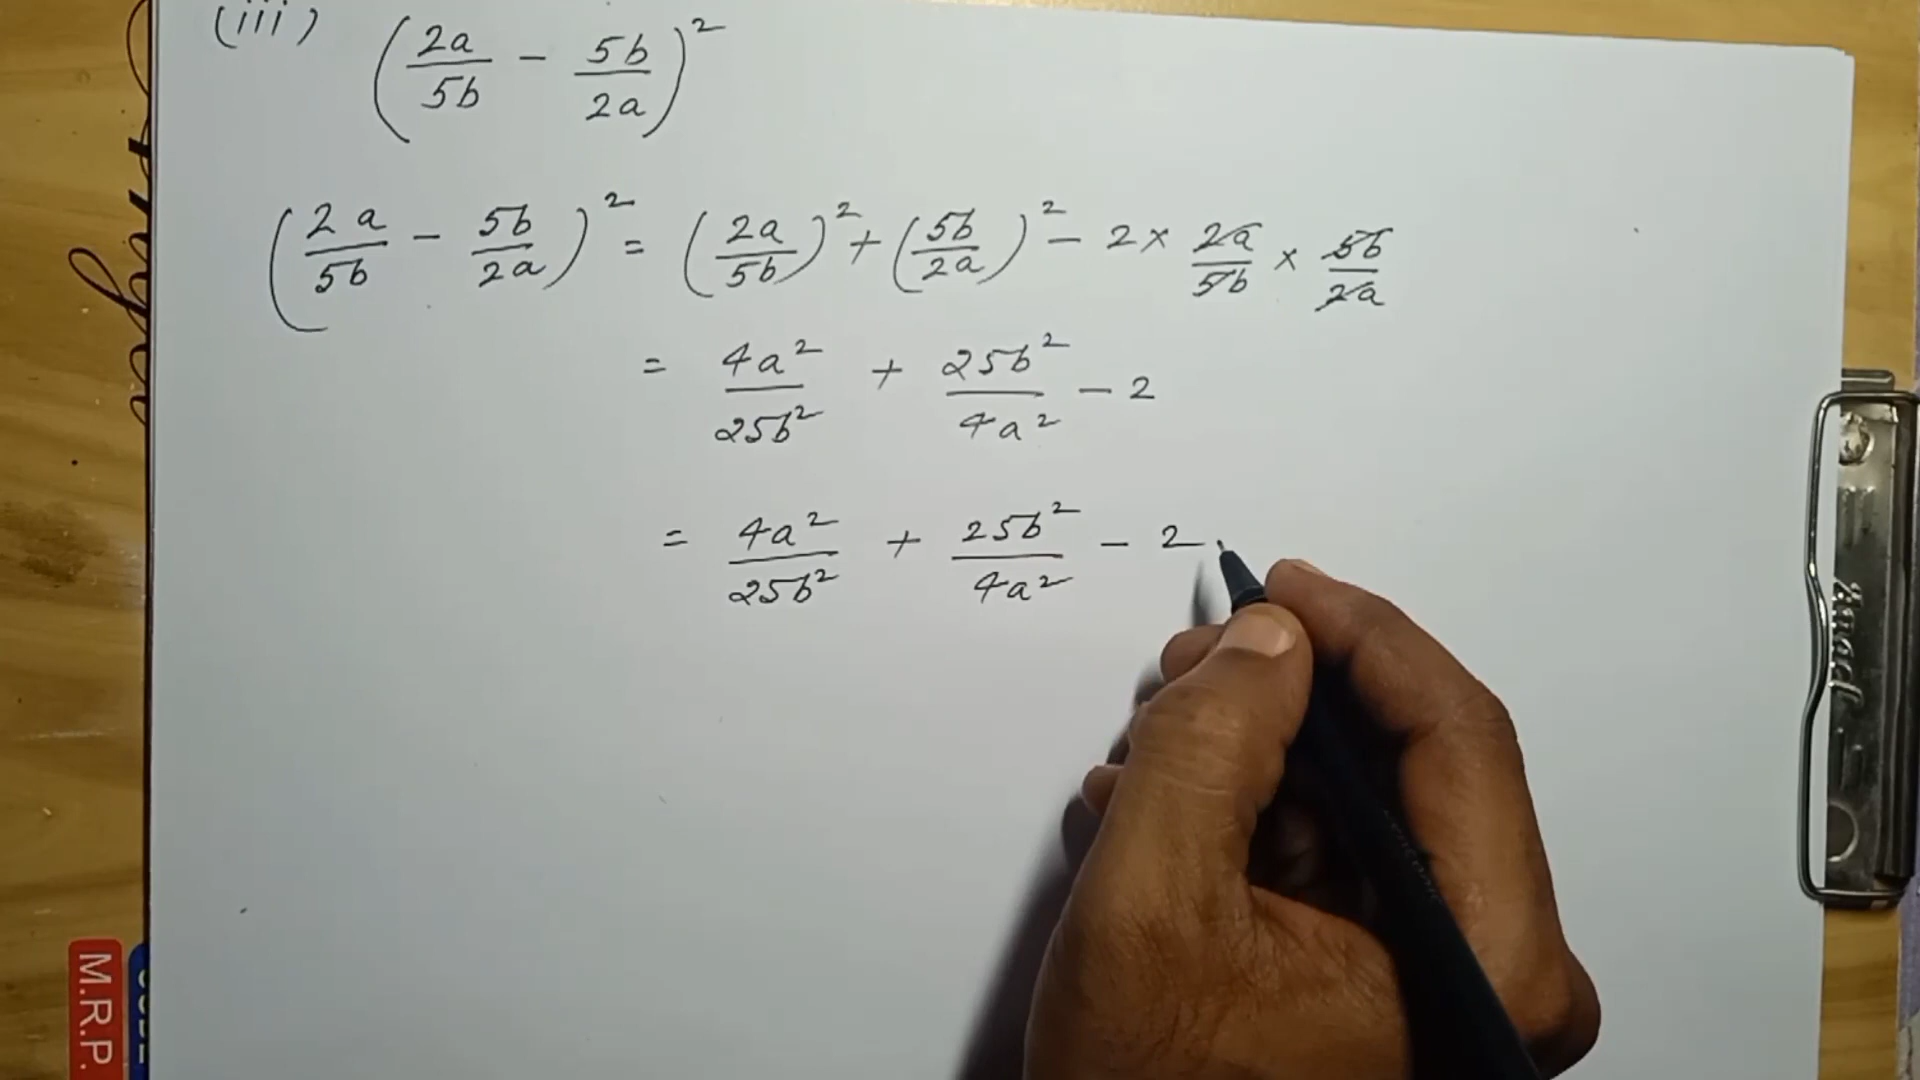 (iii) (2a/5b - 5b/2a)²
(2a/5b - 5b/2a)² = (2a/5b)² + (5b/2a)² - 2 × 2a/5b × 5b/2a
= 4a²/25b² + 25b²/4a² - 2
= 4a²/25b² + 25b²/4a² - 2
M.R.P.